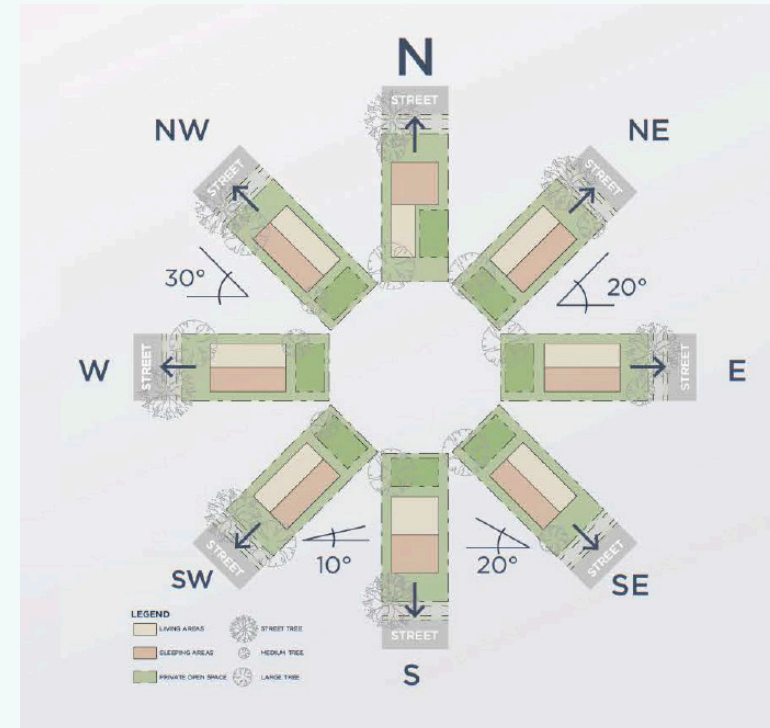 N
STREET
NW
NE
STREET
STREET
30°
20°
W
STREET
STREET
E
SW
STREET
10°
20°
STREET
SE
STREET
S
LEGEND
LIVING AREAS
STREET TREE
SLEEPING AREAS
MEDIUM TREE
PRIVATE OPEN SPACE
LARGE TREE